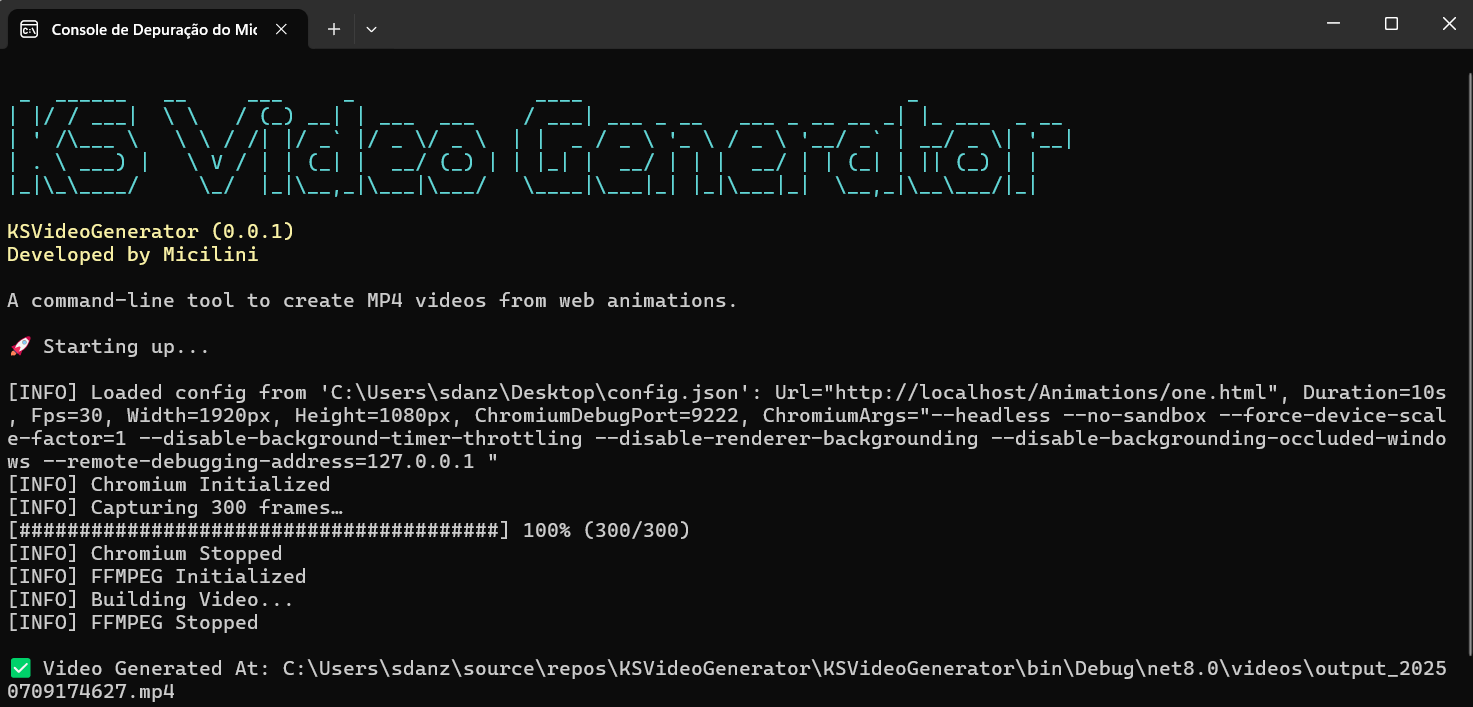 Console de Depuração do Mic
KS Video Generator
KSVideoGenerator (0.0.1)
Developed by Micilini
A command-line tool to create MP4 videos from web animations.
🚀 Starting up...
[INFO] Loaded config from 'C:\Users\sdanz\Desktop\config.json': Url="http://localhost/Animations/one.html", Duration=10s
, Fps=30, Width=1920px, Height=1080px, ChromiumDebugPort=9222, ChromiumArgs="--headless --no-sandbox --force-device-scal
e-factor=1 --disable-background-timer-throttling --disable-renderer-backgrounding --disable-backgrounding-occluded-windo
ws --remote-debugging-address=127.0.0.1 "
[INFO] Chromium Initialized
[INFO] Capturing 300 frames…
[########################################] 100% (300/300)
[INFO] Chromium Stopped
[INFO] FFMPEG Initialized
[INFO] Building Video...
[INFO] FFMPEG Stopped
✅ Video Generated At: C:\Users\sdanz\source\repos\KSVideoGenerator\KSVideoGenerator\bin\Debug\net8.0\videos\output_2025
0709174627.mp4